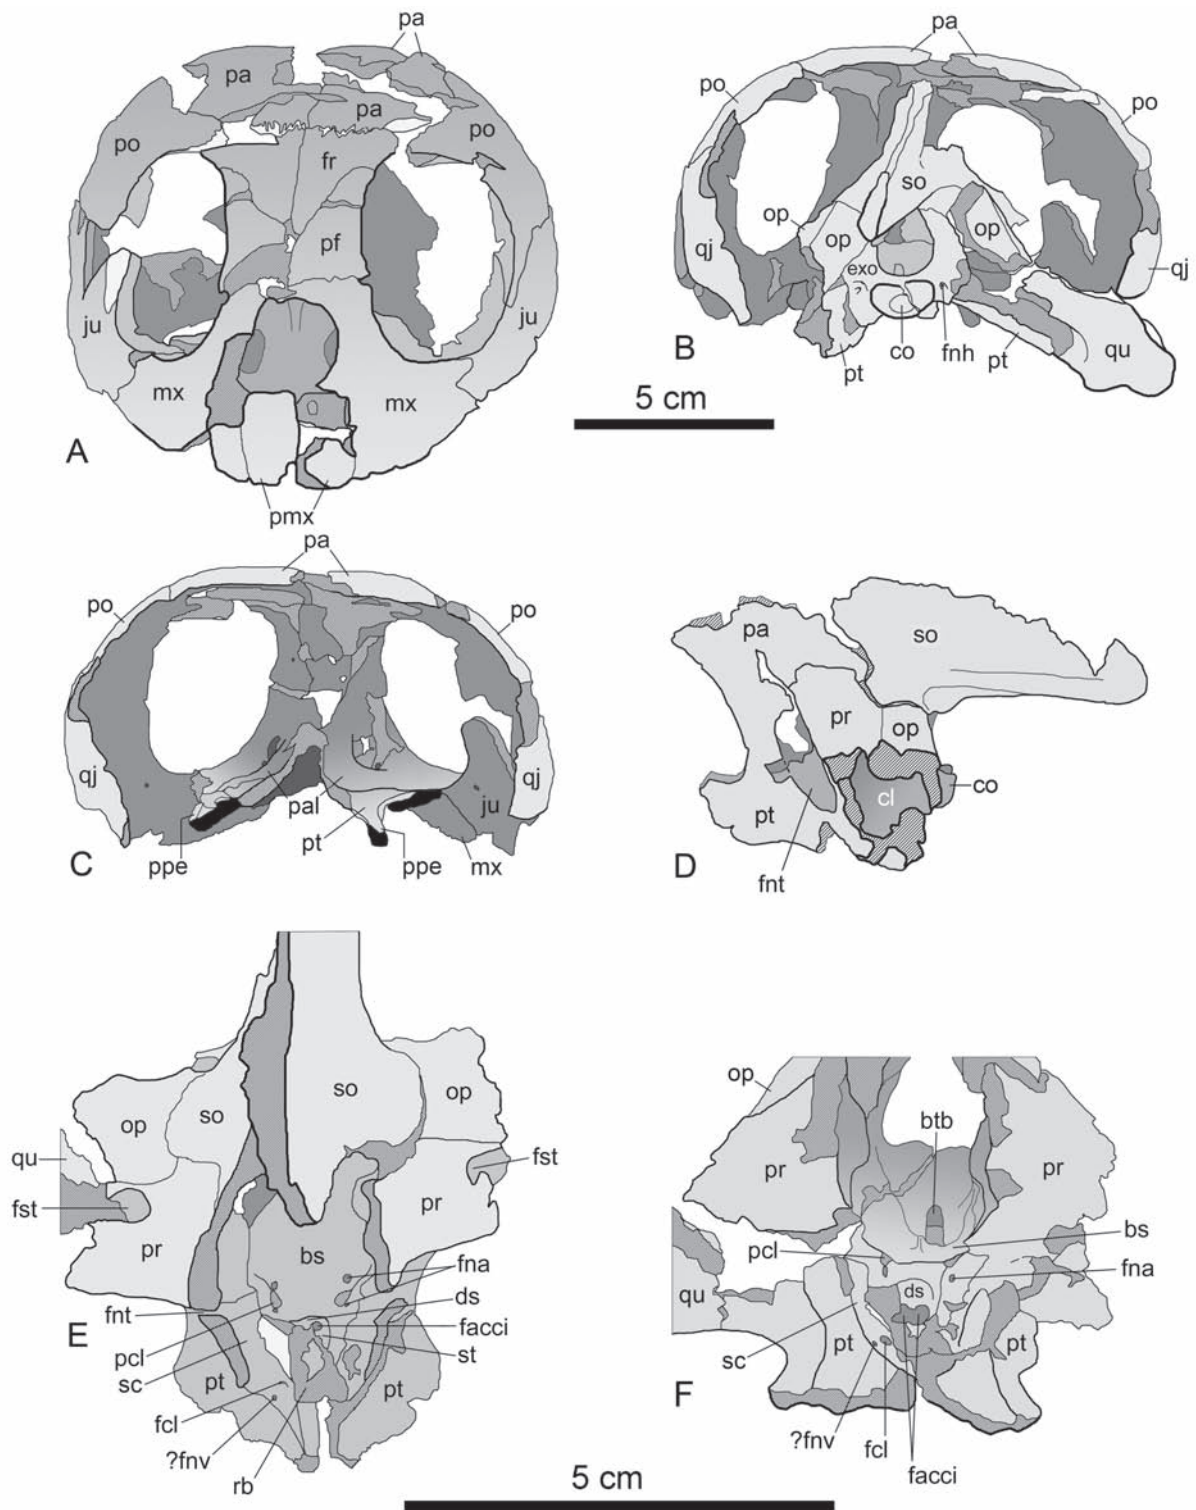 pa
pa
pa
po
po
fr
pf
ju
ju
mx
mx
A
pmx
pa
po
po
so
op
op
op
qj
qj
exo
B
pt
co
fnh
pt
qu
5 cm
pa
po
po
qj
qj
pal
ju
pt
C
ppe
ppe
mx
pa
so
pr
op
cl
co
pt
D
fnt
so
op
op
so
qu
fst
fst
pr
pr
bs
fna
fnt
ds
E
facci
pcl
st
sc
pt
pt
fcl
?fnv
rb
op
btb
pr
pr
bs
pcl
fna
qu
ds
sc
pt
pt
F
?fnv
fcl
facci
5 cm